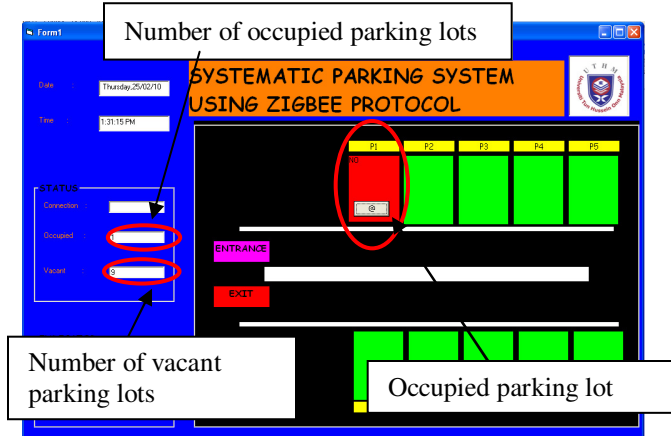 Number of occupied parking lots
Form1
SYSTEMATIC PARKING SYSTEM
USING ZIGBEE PROTOCOL
UTHM
Date :
Thursday,25/02/10
Time :
1:31:15 PM
P1
P2
P3
P4
P5
NO
@
STATUS
Connection :
Occupied :
Vacant :
9
ENTRANCE
EXIT
Number of vacant
parking lots
Occupied parking lot